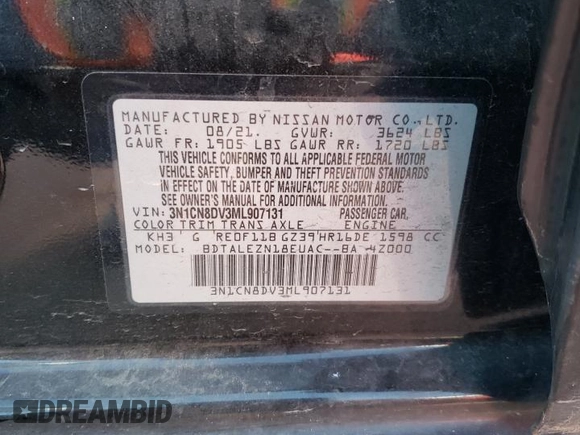 MANUFACTURED BY NISSAN MOTOR CO.,LTD.
DATE: 08/21. GVWR: 3624 LBS
GAWR FR: 1905 LBS GAWR RR: 1720 LBS
THIS VEHICLE CONFORMS TO ALL APPLICABLE FEDERAL MOTOR
VEHICLE SAFETY, BUMPER AND THEFT PREVENTION STANDARDS
IN EFFECT ON THE DATE OF MANUFACTURE SHOWN ABOVE.
SEE OWNER'S MANUAL FOR ADDITIONAL INFORMATION.
VIN: 3N1CN8DV3ML907131 PASSENGER CAR,
COLOR TRIM TRANS AXLE ENGINE
KH3 G RE0F11B GZ39 HR16DE 1598 CC
MODEL: BDTALEZN18EUAC--BA 4Z000
3N1CN8DV3ML907131
DREAMBID